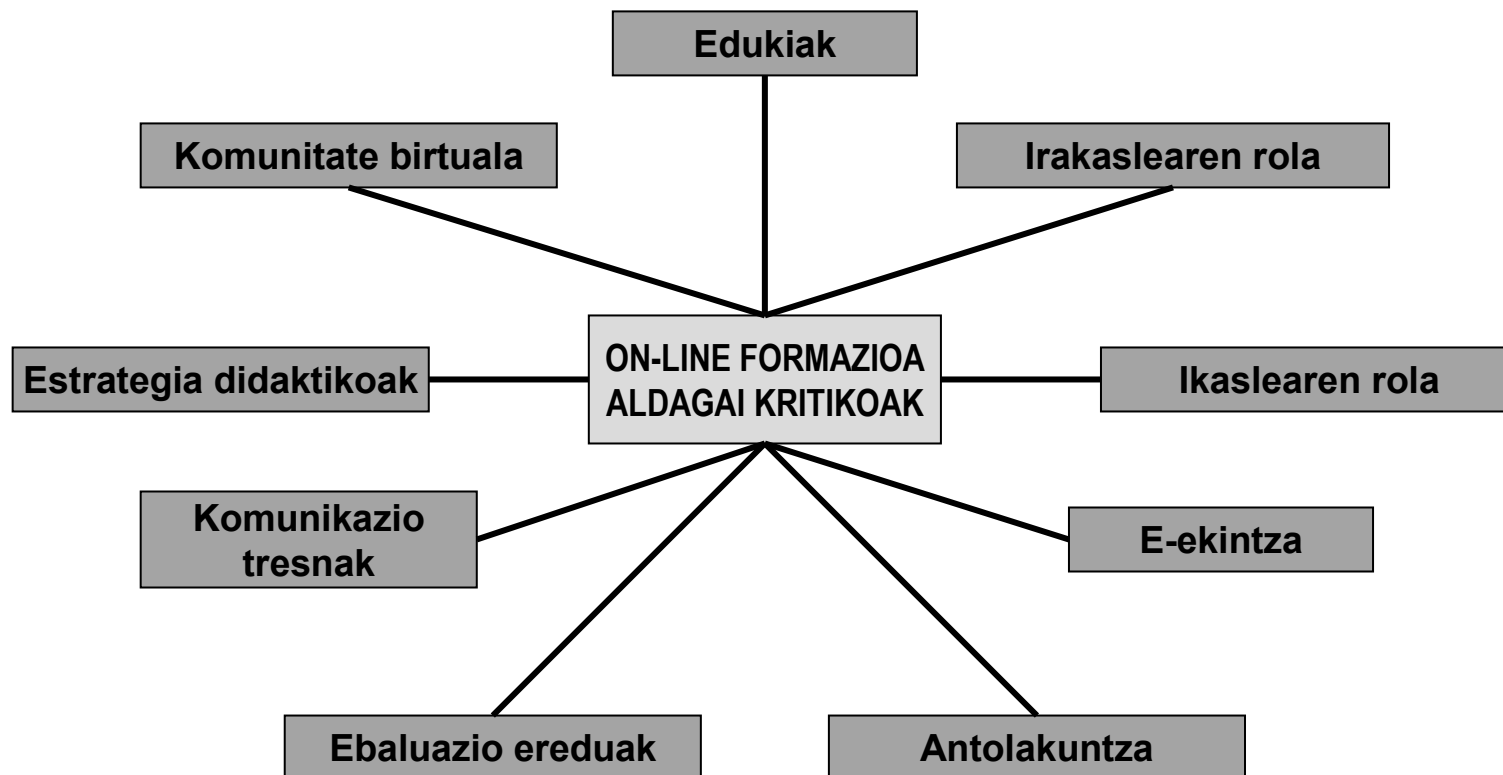 Edukiak
Komunitate birtuala
Irakaslearen rola
ON-LINE FORMAZIOA
ALDAGAI KRITIKOAK
Estrategia didaktikoak
Ikaslearen rola
Komunikazio
tresnak
E-ekintza
Ebaluazio ereduak
Antolakuntza